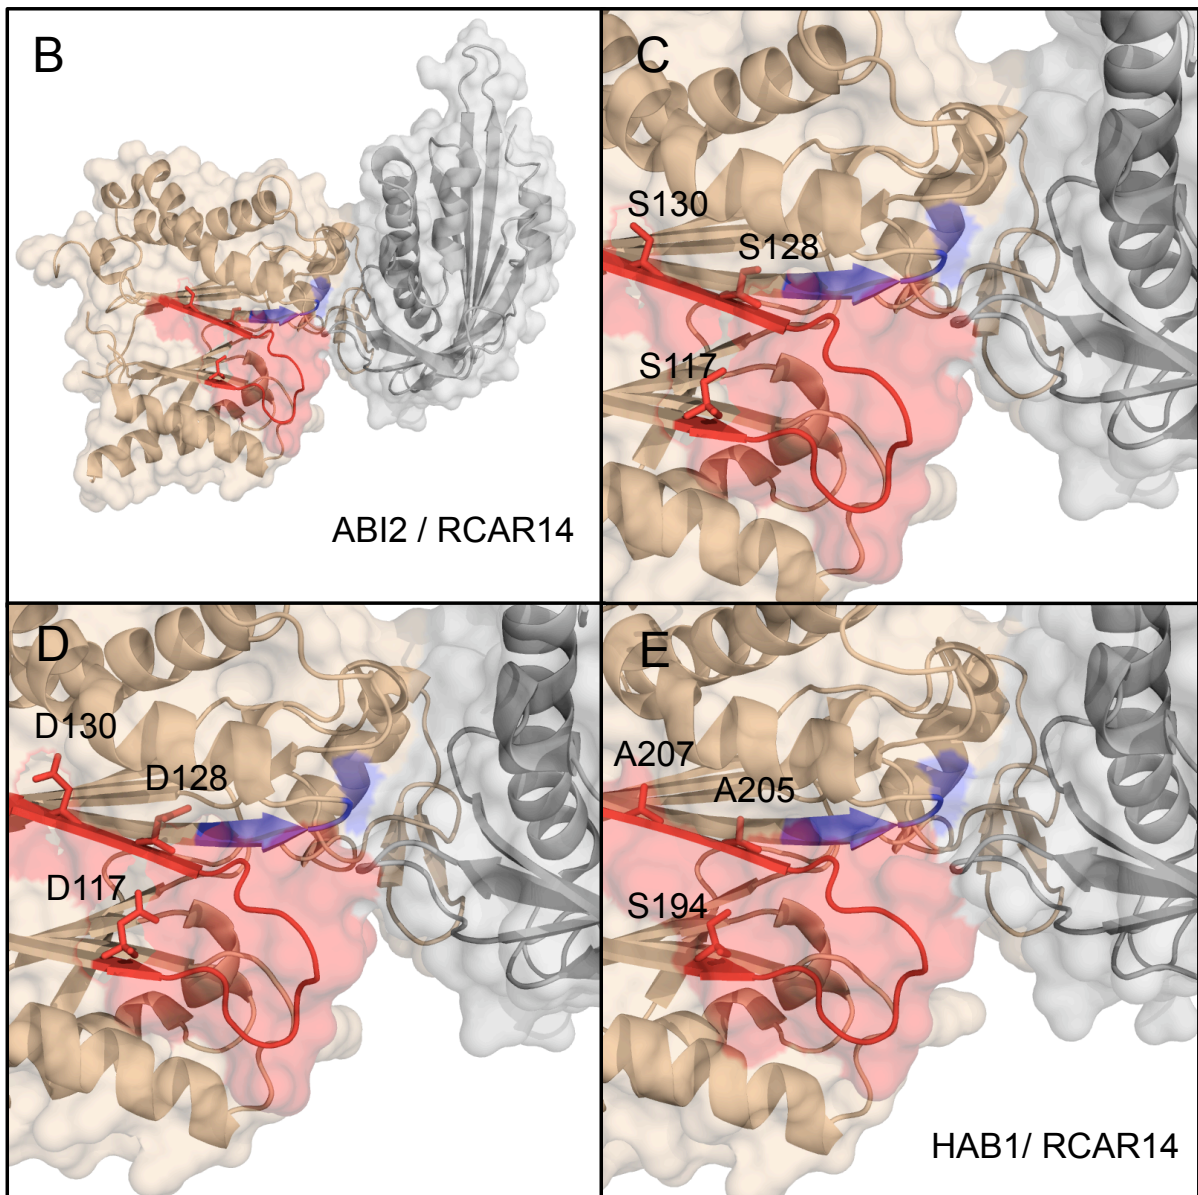 B
ABI2 / RCAR14
C
S130
S128
S117
D
D130
D128
D117
E
A207
A205
S194
HAB1/ RCAR14